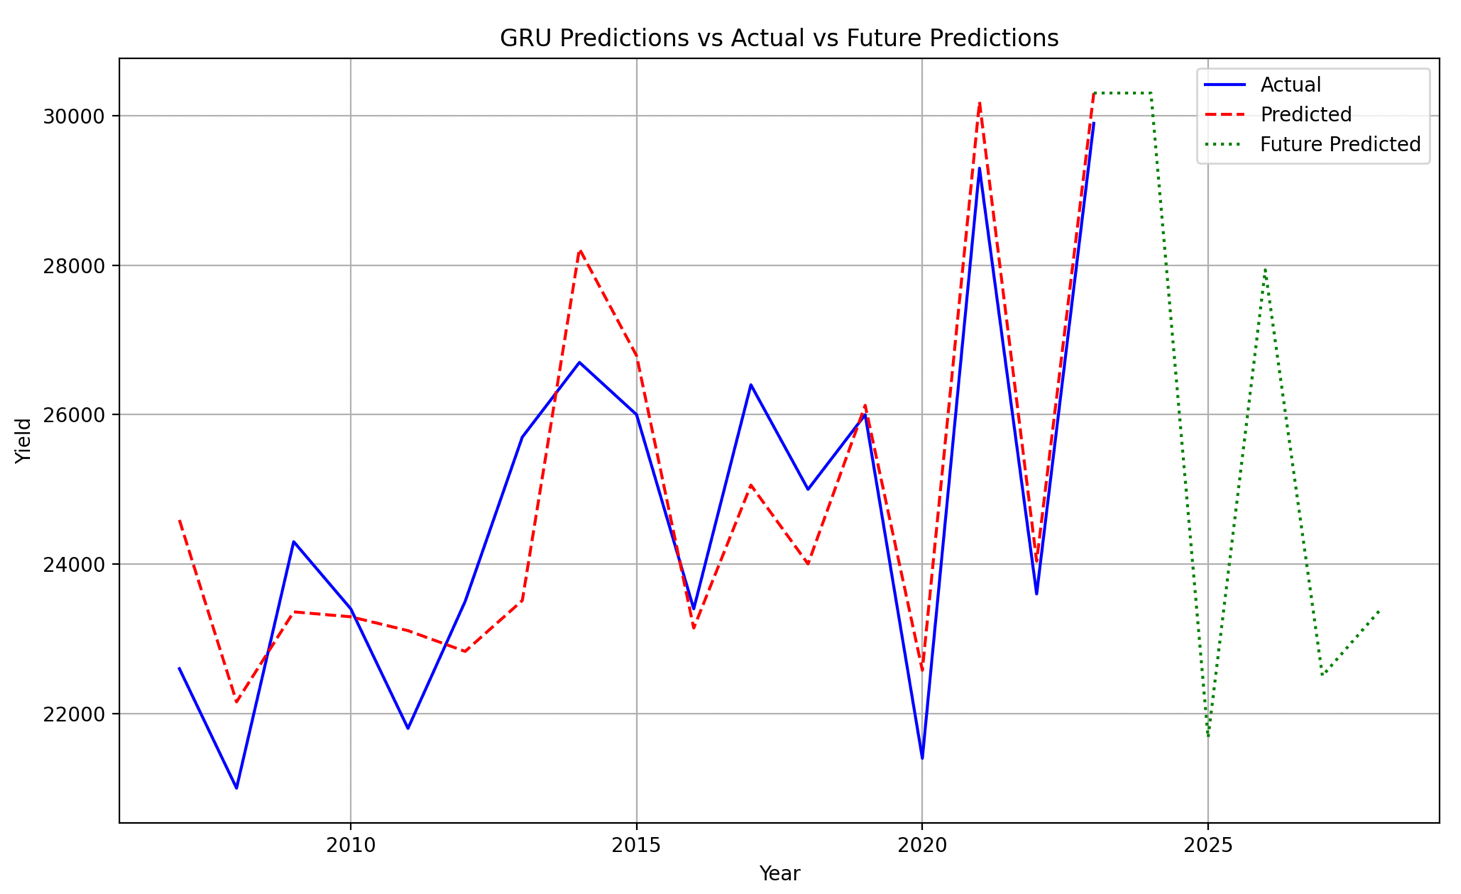 GRU Predictions vs Actual vs Future Predictions
Actual
Predicted
Future Predicted
30000
28000
26000
24000
22000
Yield
2010
2015
2020
2025
Year